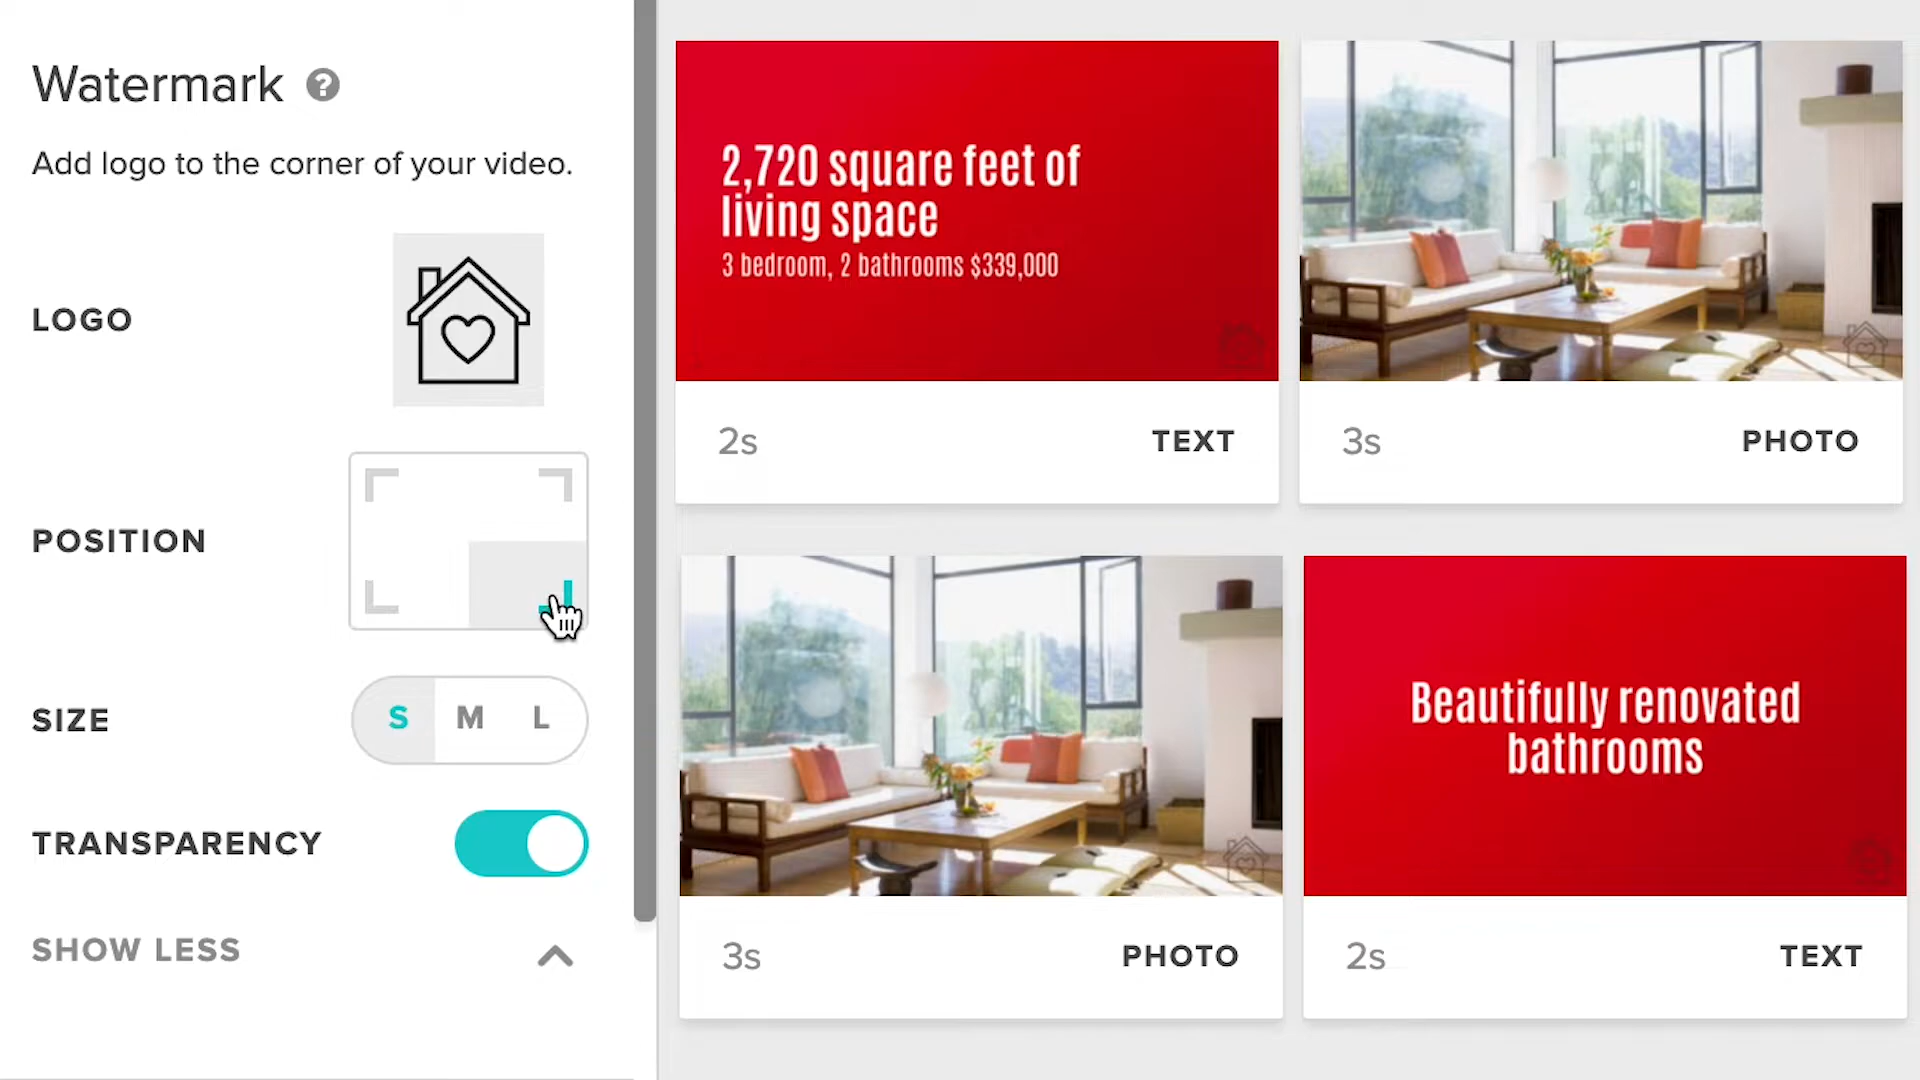 Watermark ?
Add logo to the corner of your video.
LOGO
POSITION
SIZE
S M L
TRANSPARENCY
SHOW LESS
2,720 square feet of
living space
3 bedroom, 2 bathrooms $339,000
2s TEXT
3s PHOTO
3s PHOTO
Beautifully renovated
bathrooms
2s TEXT